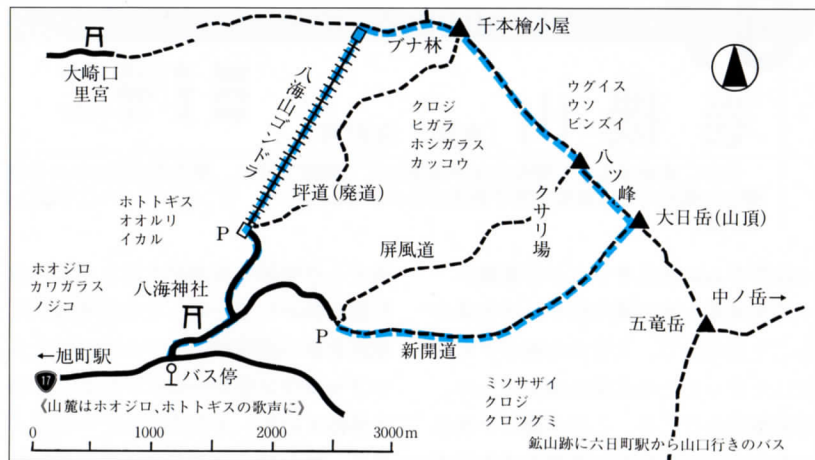 千本檜小屋
ブナ林
大崎口
里宮
八海山ゴンドラ
クロジ
ヒガラ
ホシガラス
カッコウ
ウグイス
ウソ
ビンズイ
八ツ峰
坪道(廃道)
クサリ場
大日岳(山頂)
ホトトギス
オオルリ
イカル
P
屏風道
ホオジロ
カワガラス
ノジコ
八海神社
中ノ岳→
五竜岳
P
新開道
←旭町駅
17
バス停
ミソサザイ
クロジ
クロツグミ
《山麓はホオジロ、ホトトギスの歌声に》
鉱山跡に六日町駅から山口行きのバス
0 1000 2000 3000m